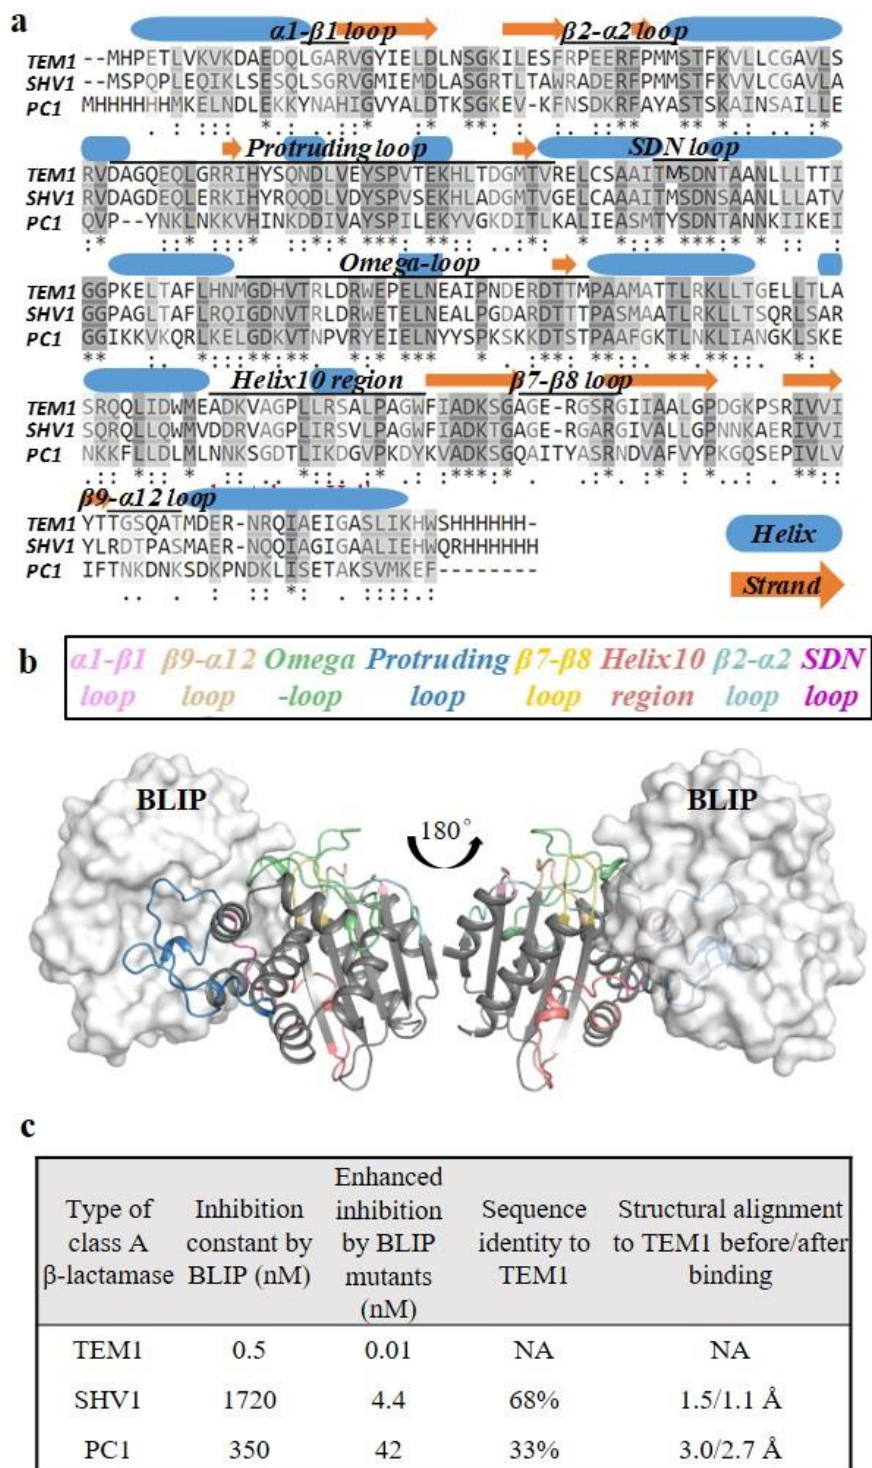 a
α1-β1 loop β2-α2 loop
TEM1 --MHPETLVKVKDAEDQLGARVGYIELDLNSGKILESFRPEERFPMMSTFKVLLCGAVLS
SHV1 --MSPQPLEQIKLSESQLSGRVGMIEMDLASGRTLTAWRADERFPMMSTFKVVLCGAVLA
PC1 MHHHHHHMKELNDLEKKYNAHIGVYALDTKSGKEV-KFNSDKRFAYASTSKAINSAILLE
Protruding loop SDN loop
TEM1 RVDAGQEQLGRRIHYSQNDLVEYSPVTEKHLTDGMTVRELCSAAITMSDNTAANLLLTTI
SHV1 RVDAGDEQLERKIHYRQQDLVDYSPVSEKHLADGMTVGELCAAAITMSDNSAANLLLATV
PC1 QVP--YNKLNKKVHINKDDIVAYSPILEKYVGKDITLKALIEASMTYSDNTANNKIIKEI
Omega-loop
TEM1 GGPKELTAFLHNMGDHVTRLDRWEPELNEAIPNDERDTTMPAAMATTLRKLLTGELLTLA
SHV1 GGPAGLTAFLRQIGDNVTRLDRWETELNEALPGDARDTTTPASMAATLRKLLTSQRLSAR
PC1 GGIKKVKQRLKELGDKVTNPVRYEIELNYYSPKSKKDTSTPAAFGKTLNKLIANGKLSKE
Helix10 region β7-β8 loop
TEM1 SRQQLIDWMEADKVAGPLLRSALPAGWFIADKSGAGE-RGSRGIIAALGPDGKPSRIVVI
SHV1 SQRQLLQWMVDDRVAGPLIRSVLPAGWFIADKTGAGE-RGARGIVALLGPNNKAERIVVI
PC1 NKKFLLDLMLNNKSGDTLIKDGVPKDYKVADKSGQAITYASRNDVAFVYPKGQSEPIVLV
β9-α12 loop
TEM1 YTTGSQATMDER-NRQIAEIGASLIKHWSHHHHHH-
SHV1 YLRDTPASMAER-NQQIAGIGAALIEHWQRHHHHHH
PC1 IFTNKDNKSDKPNDKLISETAKSVMKEF--------
Helix
Strand
b
α1-β1 β9-α12 Omega Protruding β7-β8 Helix10 β2-α2 SDN
loop loop -loop loop loop region loop loop
BLIP BLIP
180°
c
Type of class A β-lactamase
Inhibition constant by BLIP (nM)
Enhanced inhibition by BLIP mutants (nM)
Sequence identity to TEM1
Structural alignment to TEM1 before/after binding
TEM1 0.5 0.01 NA NA
SHV1 1720 4.4 68% 1.5/1.1 Å
PC1 350 42 33% 3.0/2.7 Å